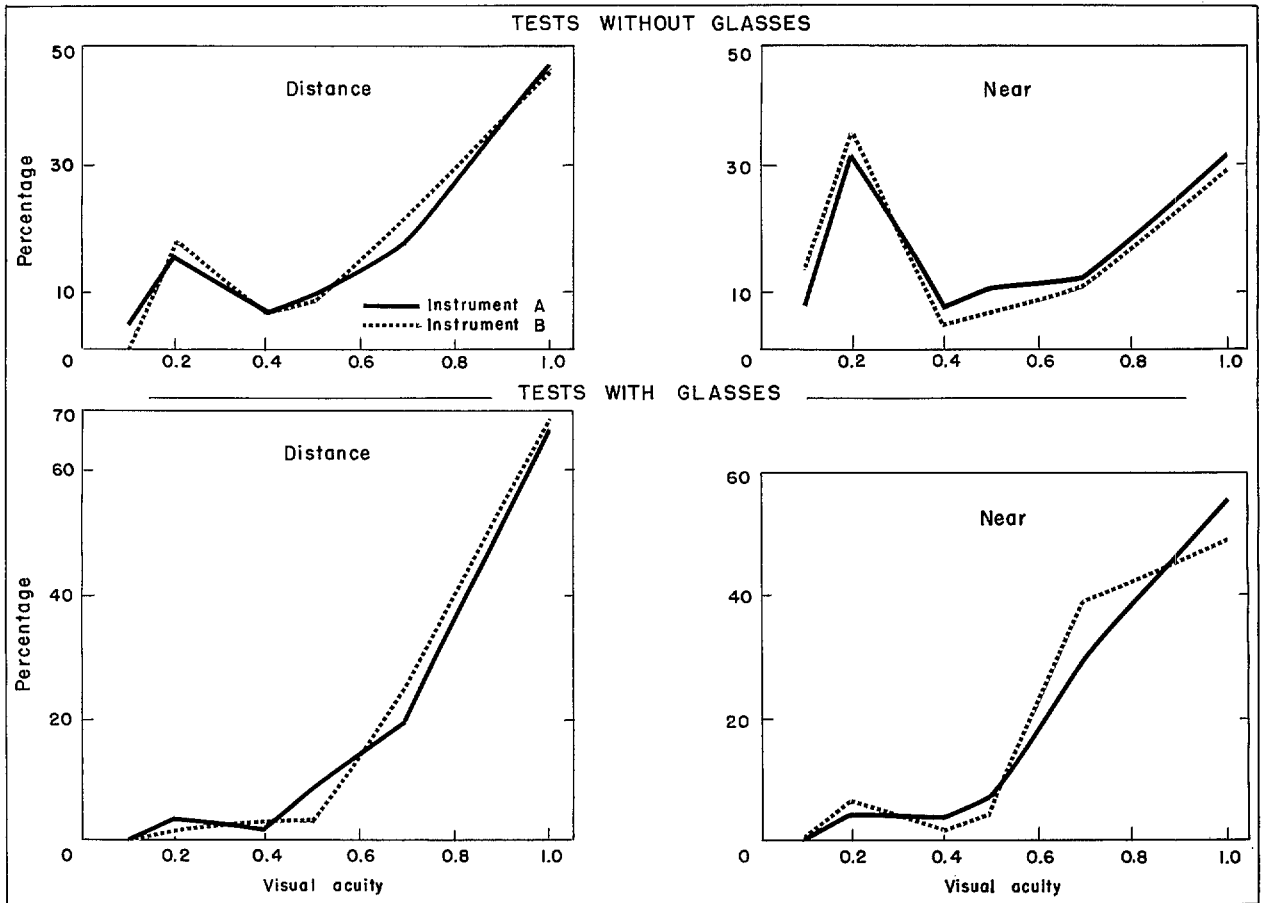 TESTS WITHOUT GLASSES
Distance
Percentage
50
30
10
0
0.2 0.4 0.6 0.8 1.0
Instrument A
Instrument B
Near
50
30
10
0
0.2 0.4 0.6 0.8 1.0
TESTS WITH GLASSES
Distance
Percentage
70
60
40
20
0
0.2 0.4 0.6 0.8 1.0
Visual acuity
Near
60
40
20
0
0.2 0.4 0.6 0.8 1.0
Visual acuity